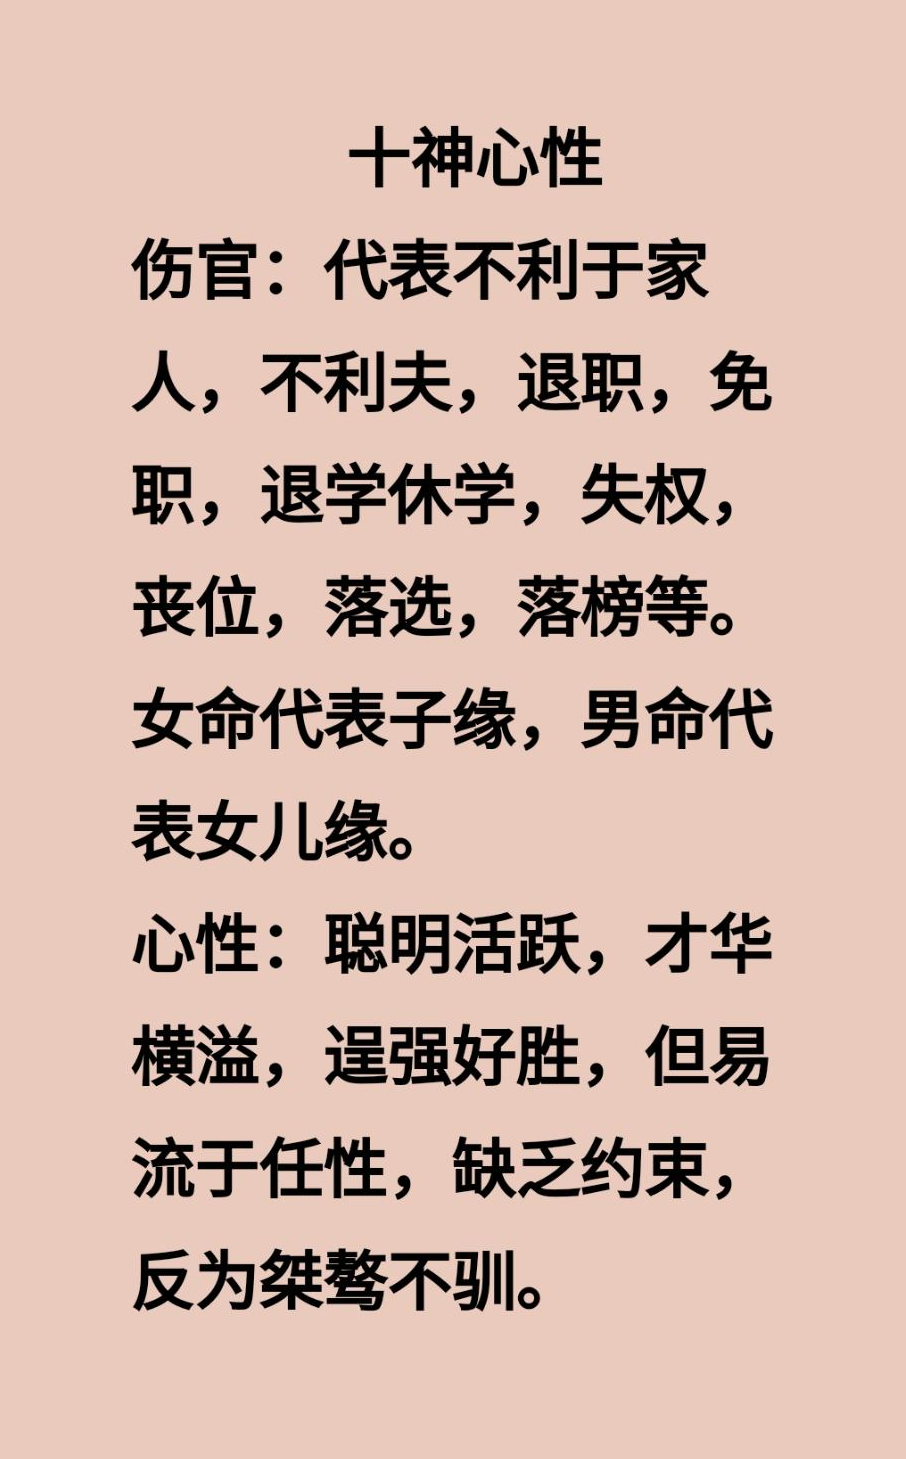 十神心性
伤官：代表不利于家
人，不利夫，退职，免
职，退学休学，失权，
丧位，落选，落榜等。
女命代表子缘，男命代
表女儿缘。
心性：聪明活跃，才华
横溢，逞强好胜，但易
流于任性，缺乏约束，
反为桀骜不驯。